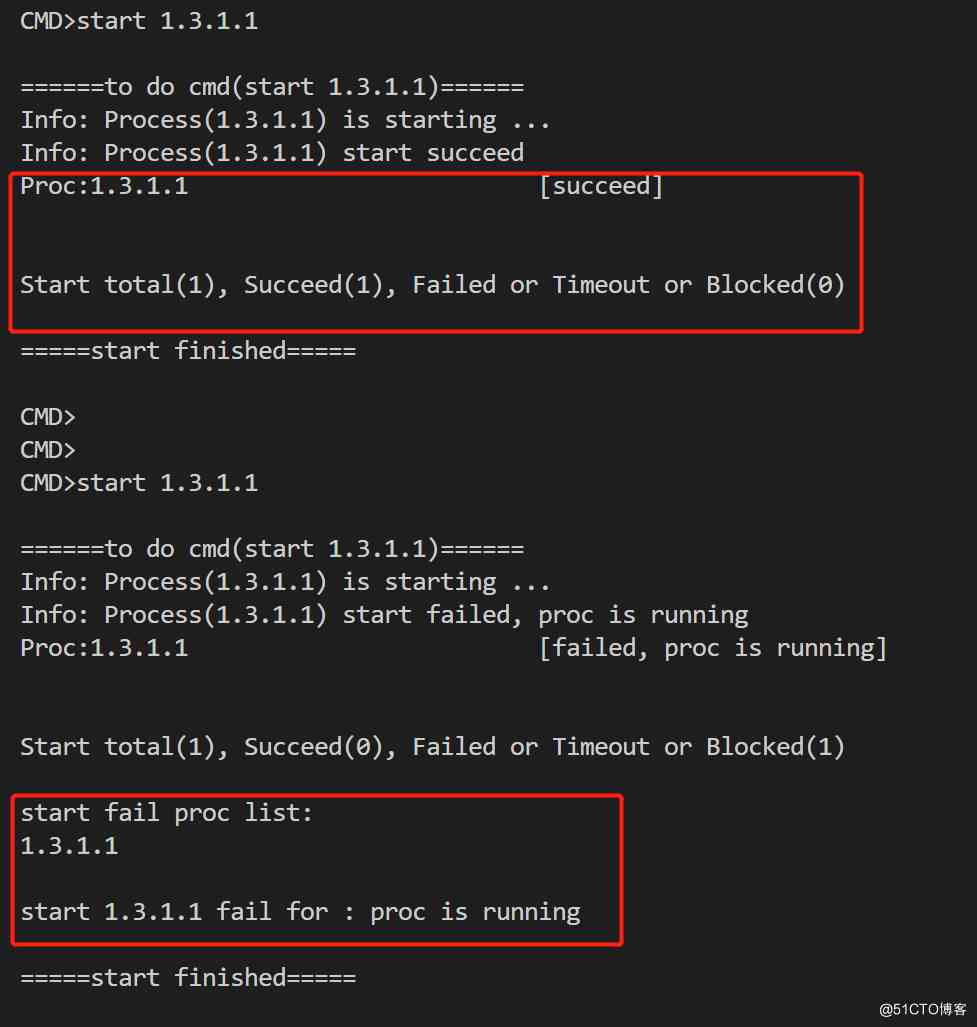 CMD>start 1.3.1.1
======to do cmd(start 1.3.1.1)======
Info: Process(1.3.1.1) is starting ...
Info: Process(1.3.1.1) start succeed
Proc:1.3.1.1                         [succeed]
Start total(1), Succeed(1), Failed or Timeout or Blocked(0)
=====start finished=====
CMD>
CMD>
CMD>start 1.3.1.1
======to do cmd(start 1.3.1.1)======
Info: Process(1.3.1.1) is starting ...
Info: Process(1.3.1.1) start failed, proc is running
Proc:1.3.1.1                         [failed, proc is running]
Start total(1), Succeed(0), Failed or Timeout or Blocked(1)
start fail proc list:
1.3.1.1
start 1.3.1.1 fail for : proc is running
=====start finished=====
@51CTO博客